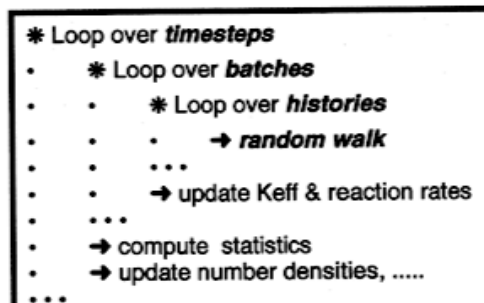 * Loop over timesteps
• * Loop over batches
• • * Loop over histories
• • • → random walk
• • • • •
• • → update Keff & reaction rates
• • • •
• → compute statistics
• → update number densities, .....
• • •